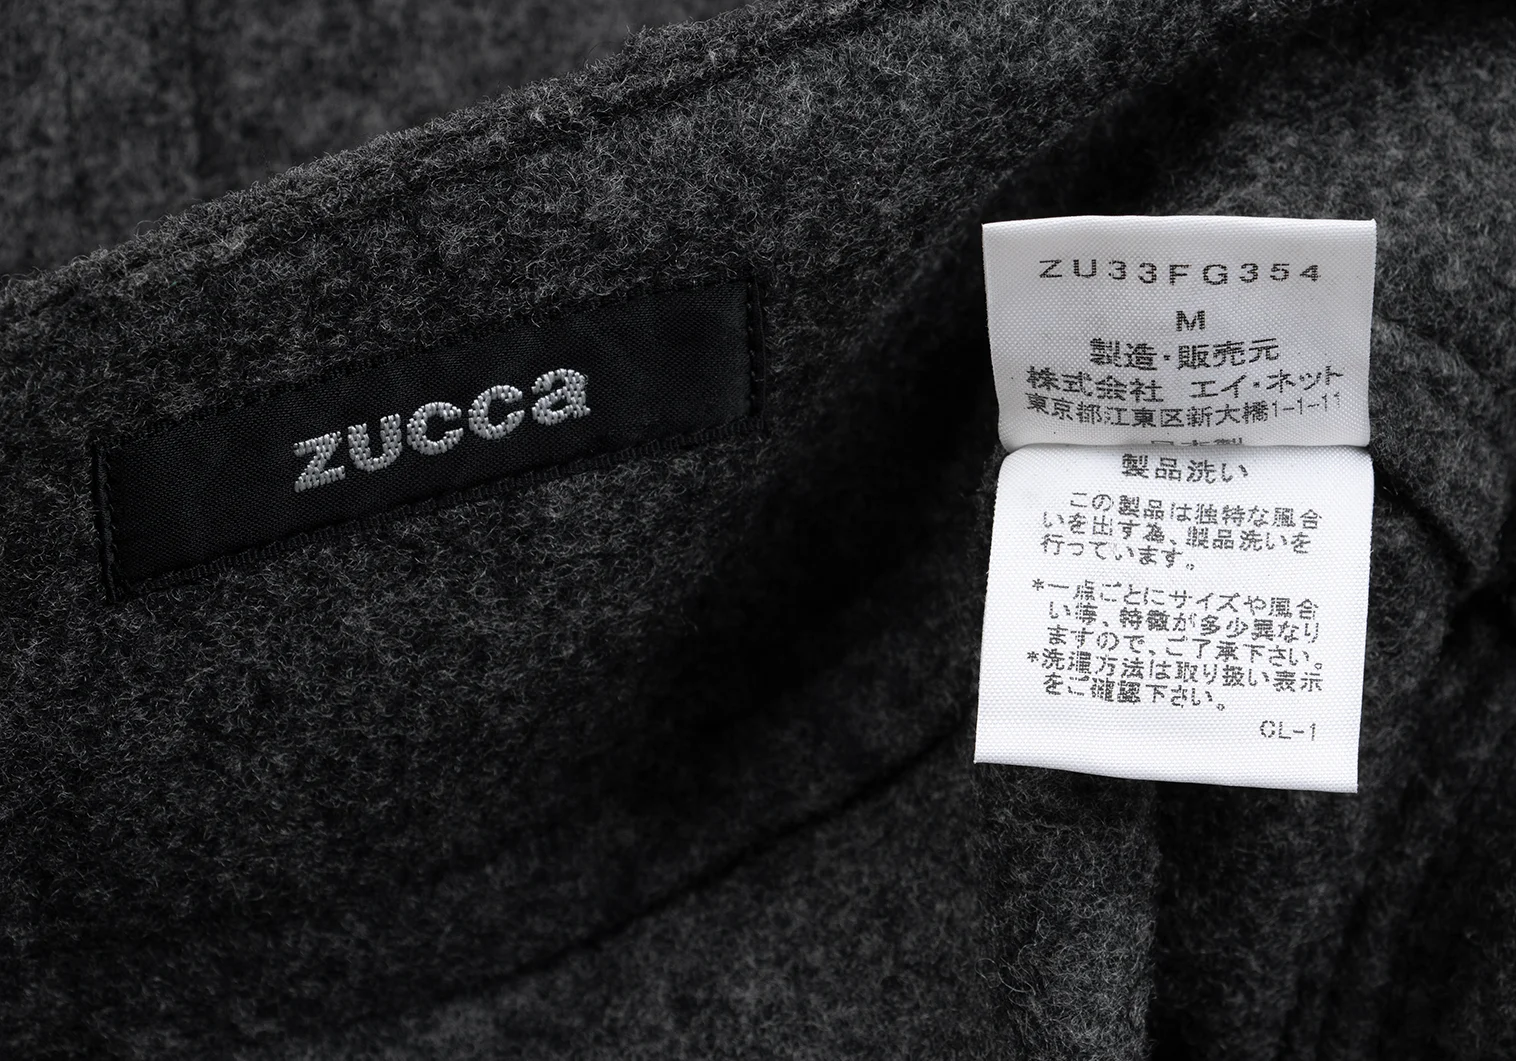 zucca
ZU33FG354
M
製造・販売元
株式会社 エイ・ネット
東京都江東区新大橋1-1-11
日本製
製品洗い
この製品は独特な風合
いを出す為、製品洗いを
行っています。
*一点ごとにサイズや風合
い等、特徴が多少異なり
ますので、ご了承下さい。
*洗濯方法は取り扱い表示
をご確認下さい。
CL-1